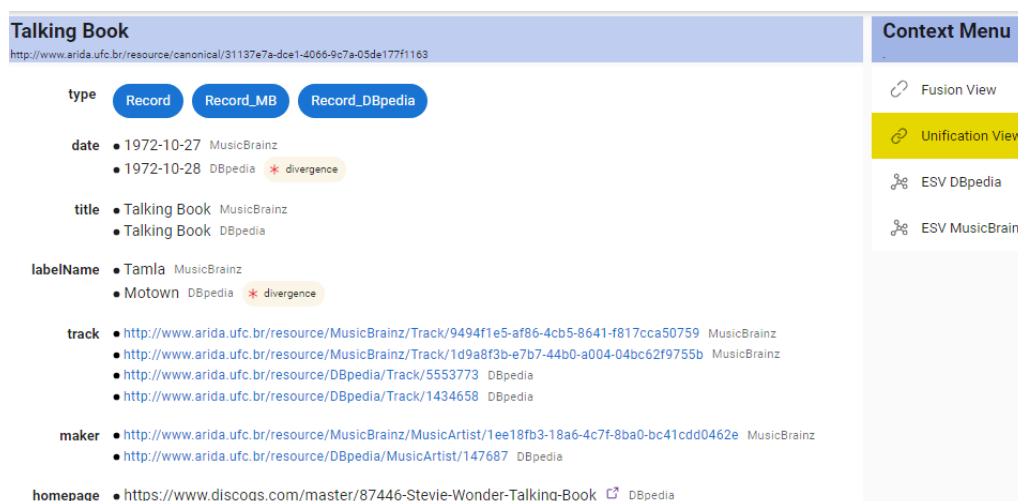 Talking Book
http://www.arida.ufc.br/resource/canonical/31137e7a-dce1-4066-9c7a-05de177f1163
type Record Record_MB Record_DBpedia
date • 1972-10-27 MusicBrainz
• 1972-10-28 DBpedia * divergence
title • Talking Book MusicBrainz
• Talking Book DBpedia
labelName • Tamla MusicBrainz
• Motown DBpedia * divergence
track • http://www.arida.ufc.br/resource/MusicBrainz/Track/9494f1e5-af86-4cb5-8641-f817cca50759 MusicBrainz
• http://www.arida.ufc.br/resource/MusicBrainz/Track/1d9a8f3b-e7b7-44b0-a004-04bc62f9755b MusicBrainz
• http://www.arida.ufc.br/resource/DBpedia/Track/5553773 DBpedia
• http://www.arida.ufc.br/resource/DBpedia/Track/1434658 DBpedia
maker • http://www.arida.ufc.br/resource/MusicBrainz/MusicArtist/1ee18fb3-18a6-4c7f-8ba0-bc41cdd0462e MusicBrainz
• http://www.arida.ufc.br/resource/DBpedia/MusicArtist/147687 DBpedia
homepage • https://www.discogs.com/master/87446-Stevie-Wonder-Talking-Book DBpedia
Context Menu
.
Fusion View
Unification View
ESV DBpedia
ESV MusicBrain